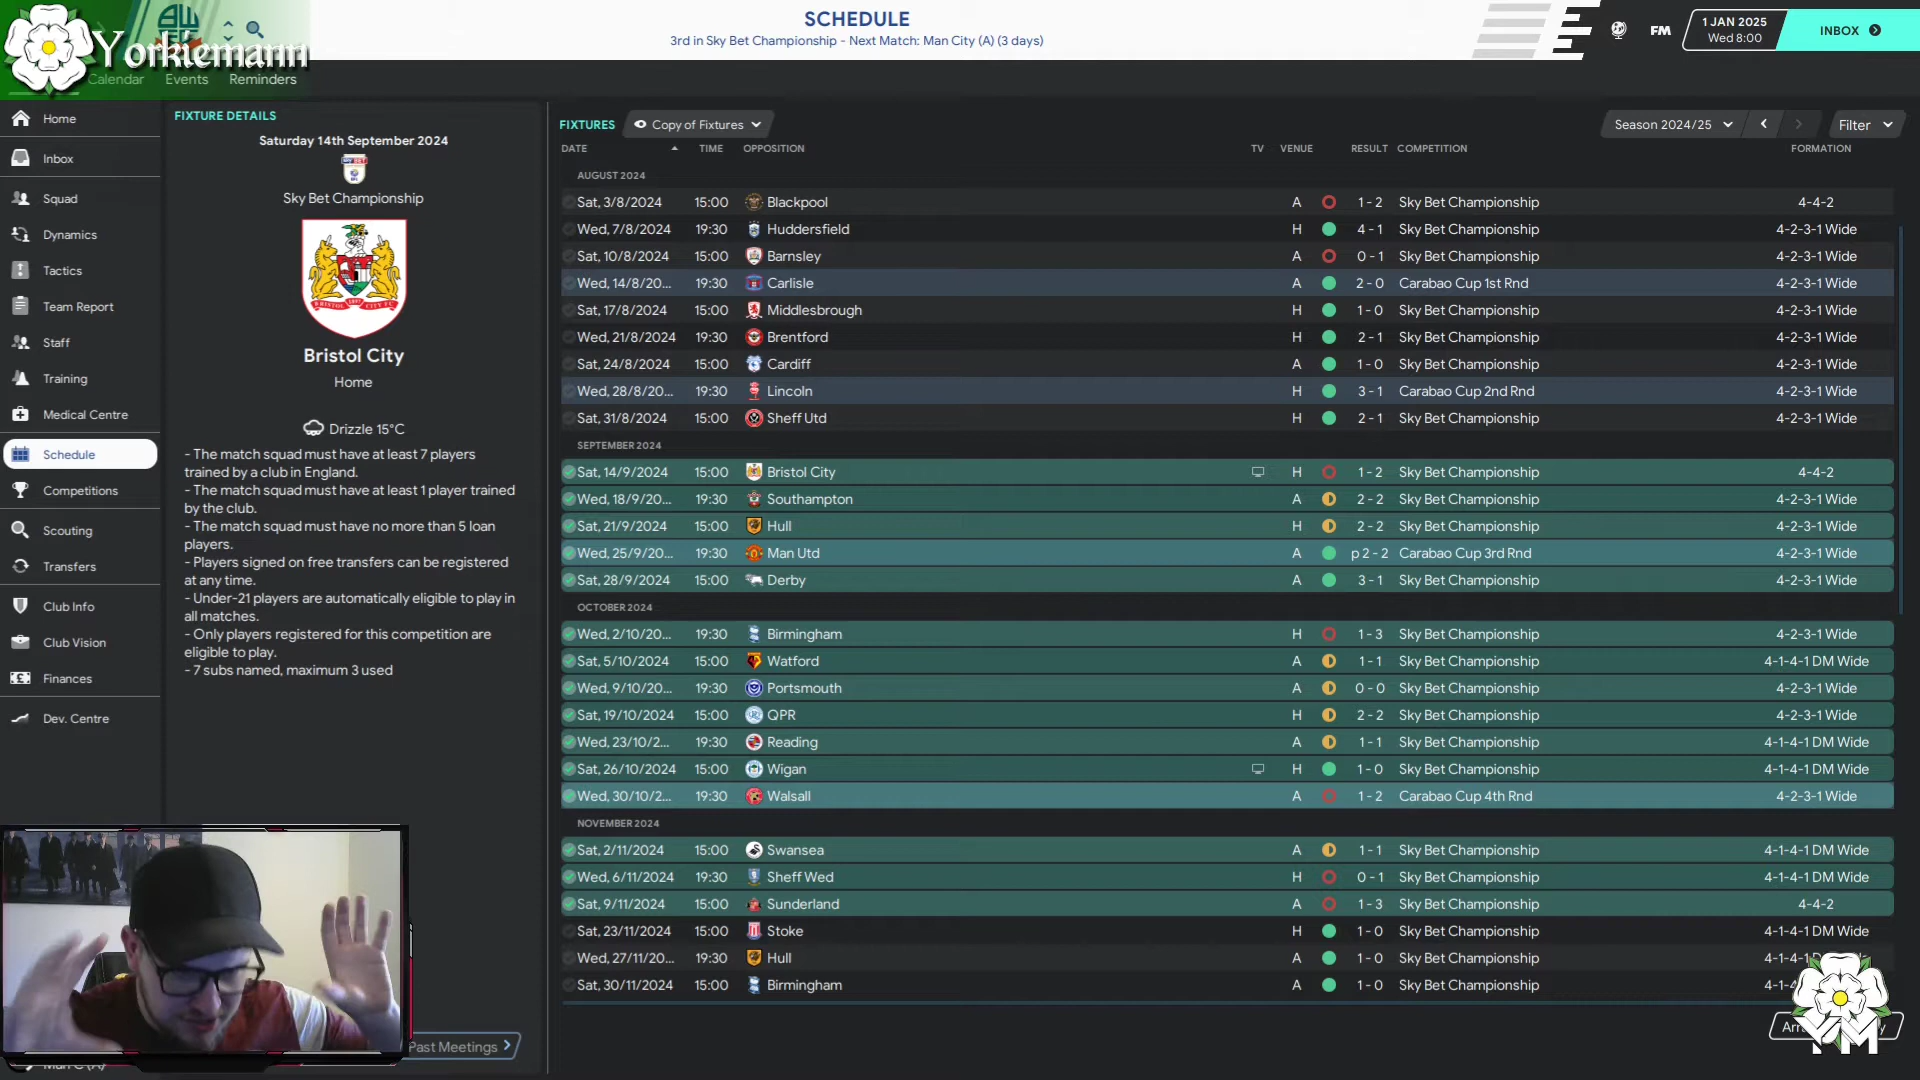 Yorkiemann
SCHEDULE
3rd in Sky Bet Championship - Next Match: Man City (A) (3 days)
FM
1 JAN 2025
Wed 8:00
INBOX
Calendar Events Reminders
Home
Inbox
Squad
Dynamics
Tactics
Team Report
Staff
Training
Medical Centre
Schedule
Competitions
Scouting
Transfers
Club Info
Club Vision
Finances
Dev. Centre
FIXTURE DETAILS
Saturday 14th September 2024
Sky Bet Championship
Bristol City
Home
Drizzle 15°C
- The match squad must have at least 7 players
trained by a club in England.
- The match squad must have at least 1 player trained
by the club.
- The match squad must have no more than 5 loan
players.
- Players signed on free transfers can be registered
at any time.
- Under-21 players are automatically eligible to play in
all matches.
- Only players registered for this competition are
eligible to play.
- 7 subs named, maximum 3 used
Past Meetings
FIXTURES Copy of Fixtures Season 2024/25 Filter
DATE TIME OPPOSITION TV VENUE RESULT COMPETITION FORMATION
AUGUST 2024
Sat, 3/8/2024 15:00 Blackpool A 1 - 2 Sky Bet Championship 4-4-2
Wed, 7/8/2024 19:30 Huddersfield H 4 - 1 Sky Bet Championship 4-2-3-1 Wide
Sat, 10/8/2024 15:00 Barnsley A 0 - 1 Sky Bet Championship 4-2-3-1 Wide
Wed, 14/8/20... 19:30 Carlisle A 2 - 0 Carabao Cup 1st Rnd 4-2-3-1 Wide
Sat, 17/8/2024 15:00 Middlesbrough H 1 - 0 Sky Bet Championship 4-2-3-1 Wide
Wed, 21/8/2024 19:30 Brentford H 2 - 1 Sky Bet Championship 4-2-3-1 Wide
Sat, 24/8/2024 15:00 Cardiff A 1 - 0 Sky Bet Championship 4-2-3-1 Wide
Wed, 28/8/20... 19:30 Lincoln H 3 - 1 Carabao Cup 2nd Rnd 4-2-3-1 Wide
Sat, 31/8/2024 15:00 Sheff Utd H 2 - 1 Sky Bet Championship 4-2-3-1 Wide
SEPTEMBER 2024
Sat, 14/9/2024 15:00 Bristol City H 1 - 2 Sky Bet Championship 4-4-2
Wed, 18/9/20... 19:30 Southampton A 2 - 2 Sky Bet Championship 4-2-3-1 Wide
Sat, 21/9/2024 15:00 Hull H 2 - 2 Sky Bet Championship 4-2-3-1 Wide
Wed, 25/9/20... 19:30 Man Utd A p 2 - 2 Carabao Cup 3rd Rnd 4-2-3-1 Wide
Sat, 28/9/2024 15:00 Derby A 3 - 1 Sky Bet Championship 4-2-3-1 Wide
OCTOBER 2024
Wed, 2/10/20... 19:30 Birmingham H 1 - 3 Sky Bet Championship 4-2-3-1 Wide
Sat, 5/10/2024 15:00 Watford A 1 - 1 Sky Bet Championship 4-1-4-1 DM Wide
Wed, 9/10/20... 19:30 Portsmouth A 0 - 0 Sky Bet Championship 4-2-3-1 Wide
Sat, 19/10/2024 15:00 QPR H 2 - 2 Sky Bet Championship 4-2-3-1 Wide
Wed, 23/10/2... 19:30 Reading A 1 - 1 Sky Bet Championship 4-1-4-1 DM Wide
Sat, 26/10/2024 15:00 Wigan H 1 - 0 Sky Bet Championship 4-1-4-1 DM Wide
Wed, 30/10/2... 19:30 Walsall A 1 - 2 Carabao Cup 4th Rnd 4-2-3-1 Wide
NOVEMBER 2024
Sat, 2/11/2024 15:00 Swansea A 1 - 1 Sky Bet Championship 4-1-4-1 DM Wide
Wed, 6/11/2024 19:30 Sheff Wed H 0 - 1 Sky Bet Championship 4-1-4-1 DM Wide
Sat, 9/11/2024 15:00 Sunderland A 1 - 3 Sky Bet Championship 4-4-2
Sat, 23/11/2024 15:00 Stoke H 1 - 0 Sky Bet Championship 4-1-4-1 DM Wide
Wed, 27/11/20... 19:30 Hull A 1 - 0 Sky Bet Championship 4-1-4-1
Sat, 30/11/2024 15:00 Birmingham A 1 - 0 Sky Bet Championship
YM